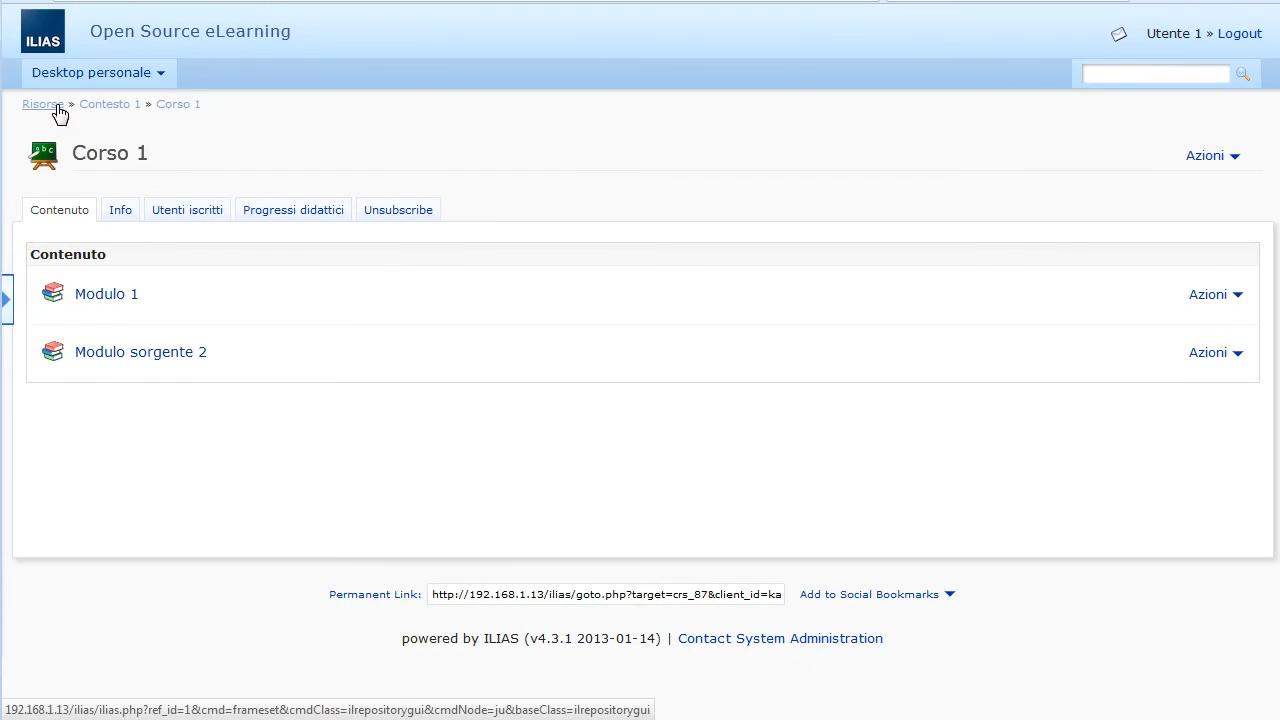 ILIAS
Open Source eLearning
Utente 1 » Logout
Desktop personale
Risorse » Contesto 1 » Corso 1
abc
Corso 1
Azioni
Contenuto Info Utenti iscritti Progressi didattici Unsubscribe
Contenuto
Modulo 1 Azioni
Modulo sorgente 2 Azioni
Permanent Link: http://192.168.1.13/ilias/goto.php?target=crs_87&client_id=ka Add to Social Bookmarks
powered by ILIAS (v4.3.1 2013-01-14) | Contact System Administration
192.168.1.13/ilias/ilias.php?ref_id=1&cmd=frameset&cmdClass=ilrepositorygui&cmdNode=ju&baseClass=ilrepositorygui